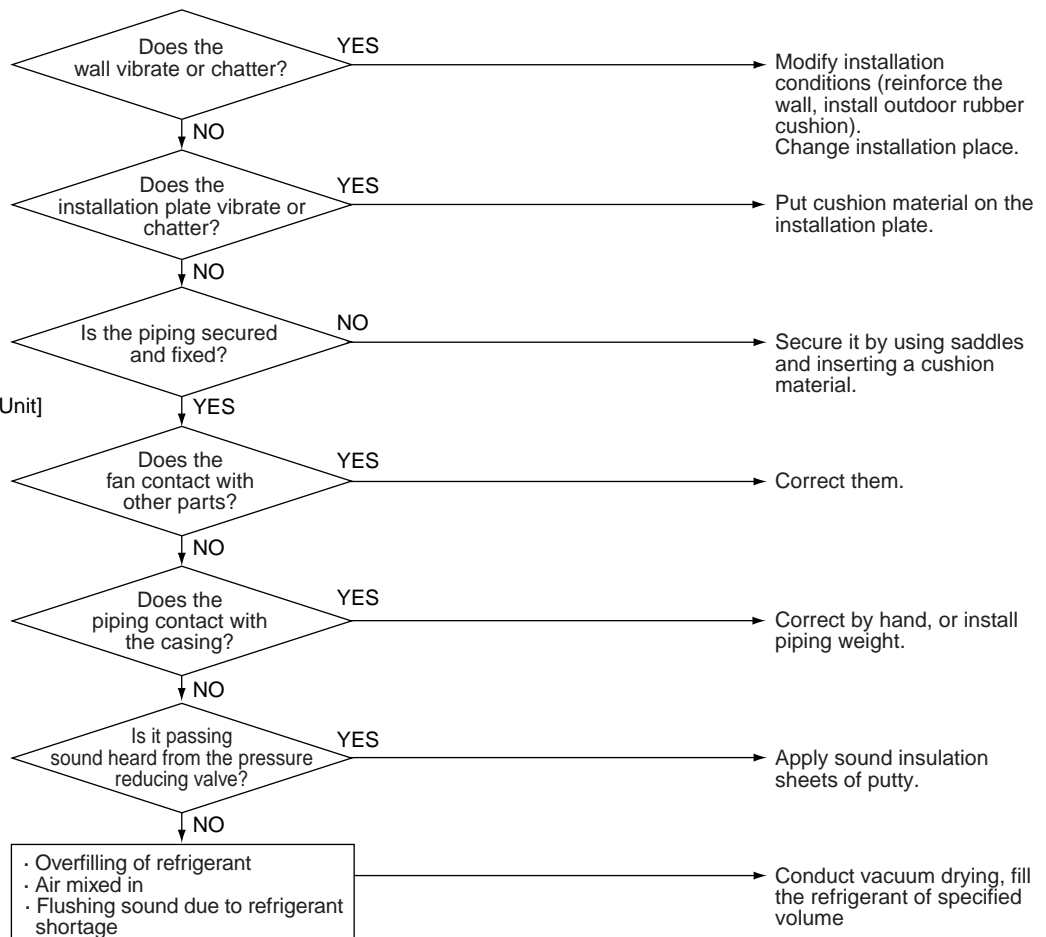 Does the
wall vibrate or chatter?
YES
Modify installation
conditions (reinforce the
wall, install outdoor rubber
cushion).
Change installation place.
NO
Does the
installation plate vibrate or
chatter?
YES
Put cushion material on the
installation plate.
NO
Is the piping secured
and fixed?
NO
Secure it by using saddles
and inserting a cushion
material.
Unit]
YES
Does the
fan contact with
other parts?
YES
Correct them.
NO
Does the
piping contact with
the casing?
YES
Correct by hand, or install
piping weight.
NO
Is it passing
sound heard from the pressure
reducing valve?
YES
Apply sound insulation
sheets of putty.
NO
· Overfilling of refrigerant
· Air mixed in
· Flushing sound due to refrigerant
shortage
Conduct vacuum drying, fill
the refrigerant of specified
volume